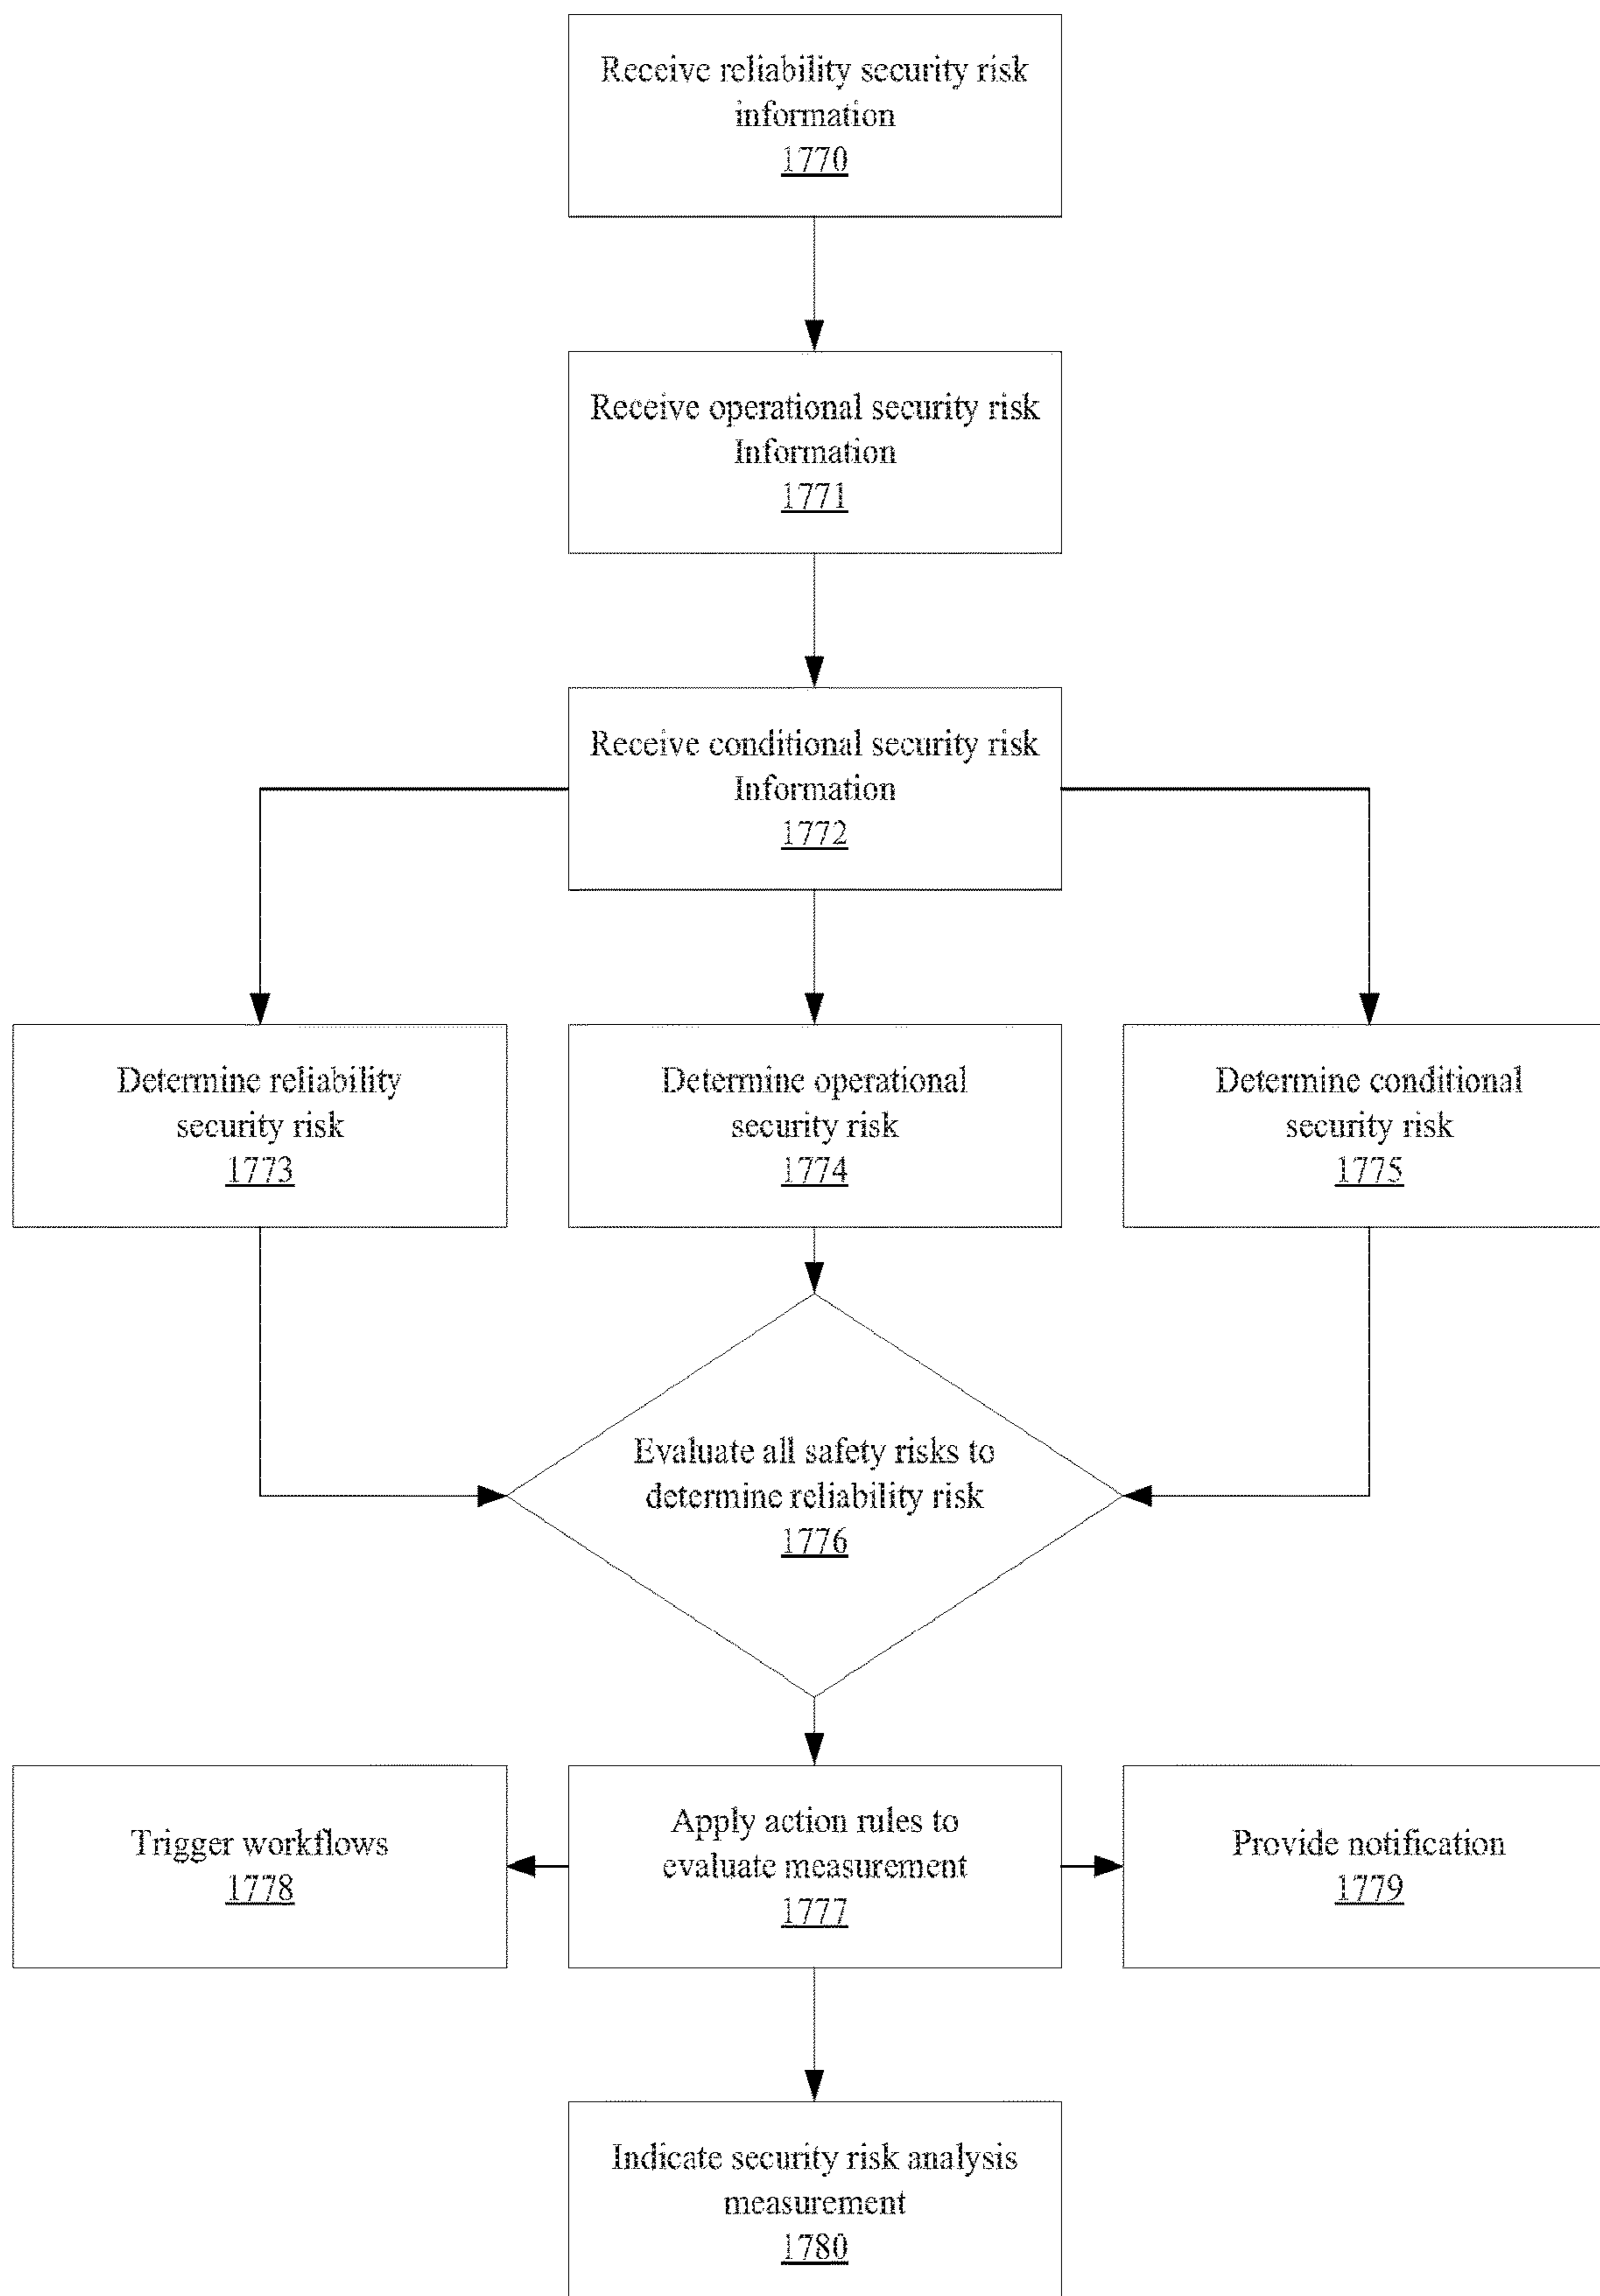 Receive reliability security risk
information
1770
Receive operational security risk
Information
1771
Receive conditional security risk
Information
1772
Determine reliability
security risk
1773
Determine operational
security risk
1774
Determine conditional
security risk
1775
Evaluate all safety risks to
determine reliability risk
1776
Trigger workflows
1778
Apply action rules to
evaluate measurement
1777
Provide notification
1779
Indicate security risk analysis
measurement
1780